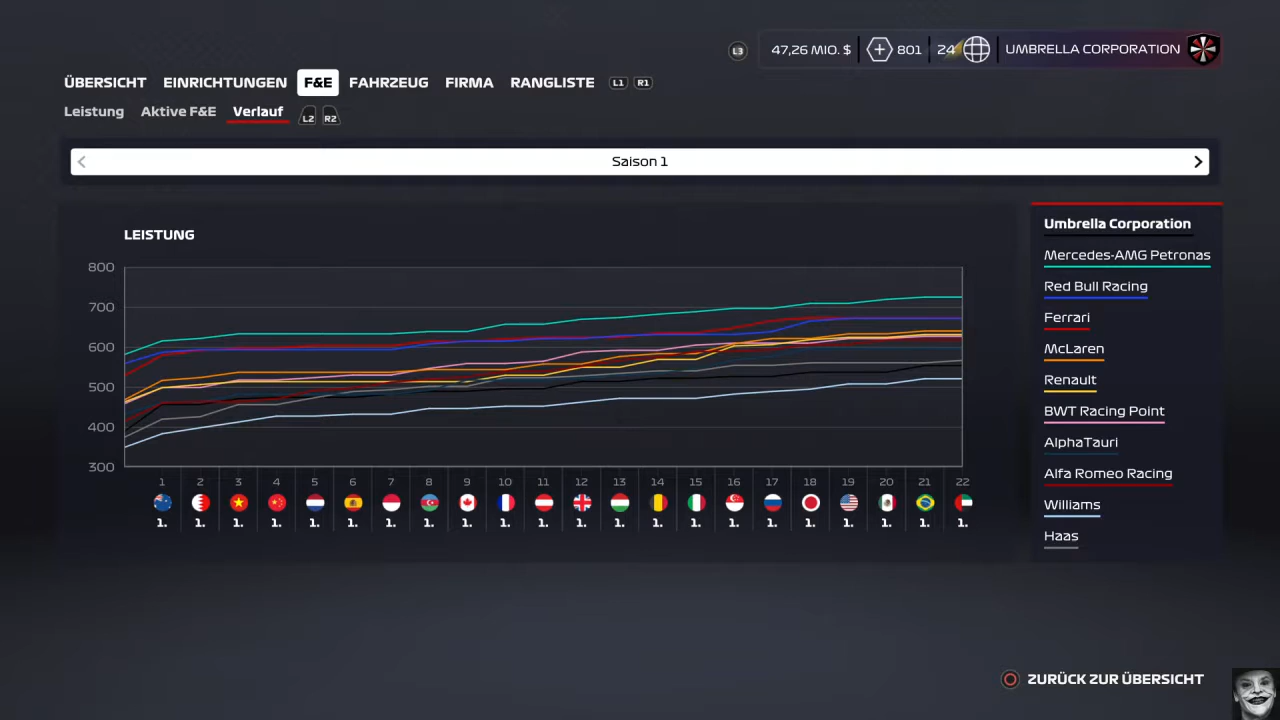 L3 47,26 MIO. $ 801 24 UMBRELLA CORPORATION
ÜBERSICHT EINRICHTUNGEN F&E FAHRZEUG FIRMA RANGLISTE L1 R1
Leistung Aktive F&E Verlauf L2 R2
Saison 1
LEISTUNG
800
700
600
500
400
300
1 2 3 4 5 6 7 8 9 10 11 12 13 14 15 16 17 18 19 20 21 22
1. 1. 1. 1. 1. 1. 1. 1. 1. 1. 1. 1. 1. 1. 1. 1. 1. 1. 1. 1. 1. 1.
Umbrella Corporation
Mercedes-AMG Petronas
Red Bull Racing
Ferrari
McLaren
Renault
BWT Racing Point
AlphaTauri
Alfa Romeo Racing
Williams
Haas
ZURÜCK ZUR ÜBERSICHT